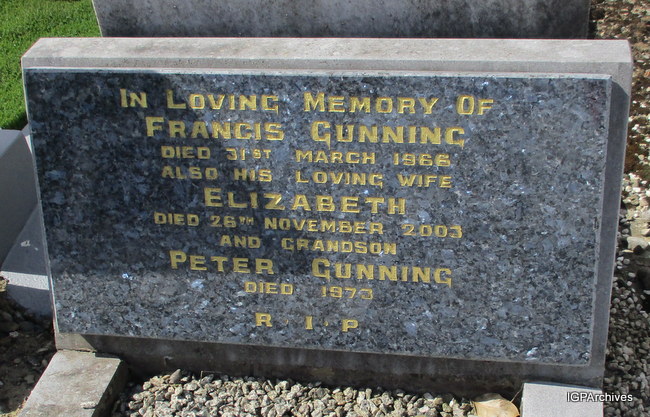 In Loving Memory Of
Francis Gunning
Died 31st March 1966
Also His Loving Wife
Elizabeth
Died 26th November 2003
And Grandson
Peter Gunning
Died 1973
R · I · P
IGPArchives